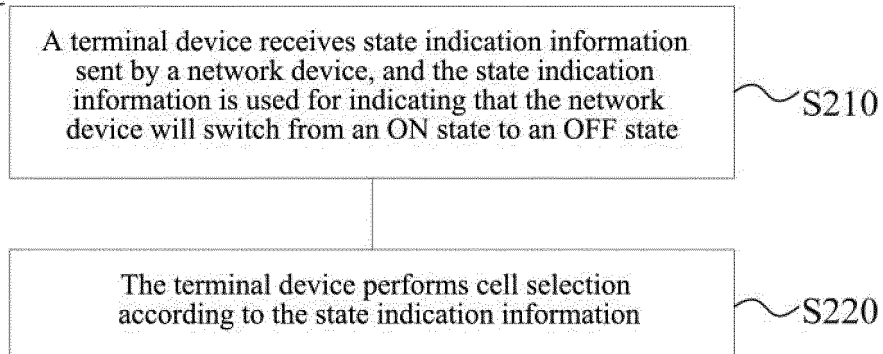 A terminal device receives state indication information
sent by a network device, and the state indication
information is used for indicating that the network
device will switch from an ON state to an OFF state
S210
The terminal device performs cell selection
according to the state indication information
S220